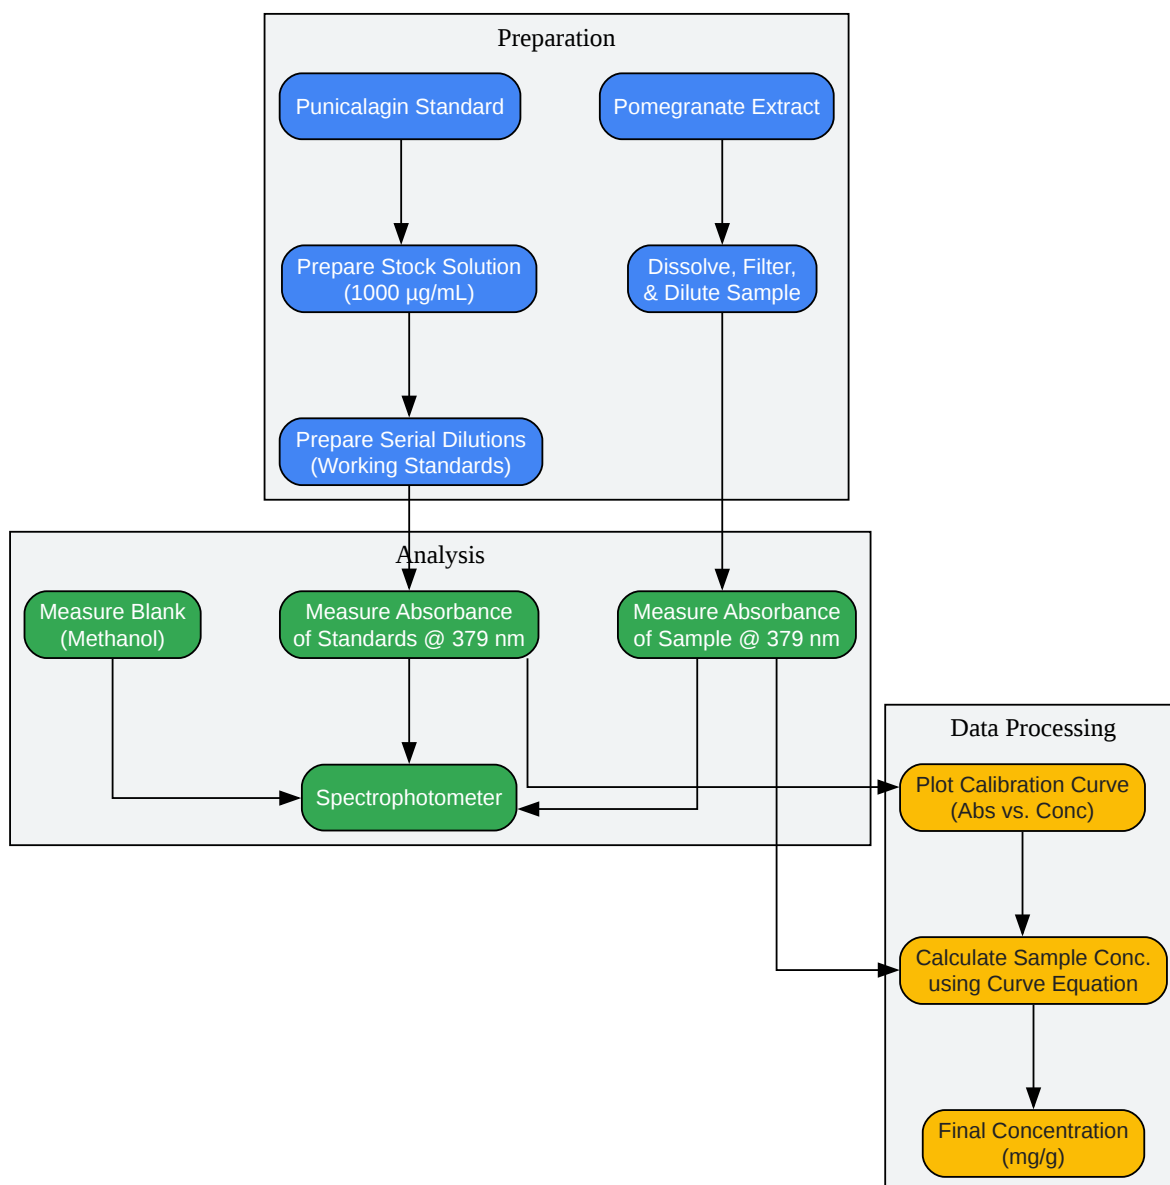 Preparation
Punicalagin Standard
Pomegranate Extract
Prepare Stock Solution
(1000 µg/mL)
Dissolve, Filter,
& Dilute Sample
Prepare Serial Dilutions
(Working Standards)
Analysis
Measure Blank
(Methanol)
Measure Absorbance
of Standards @ 379 nm
Measure Absorbance
of Sample @ 379 nm
Spectrophotometer
Data Processing
Plot Calibration Curve
(Abs vs. Conc)
Calculate Sample Conc.
using Curve Equation
Final Concentration
(mg/g)